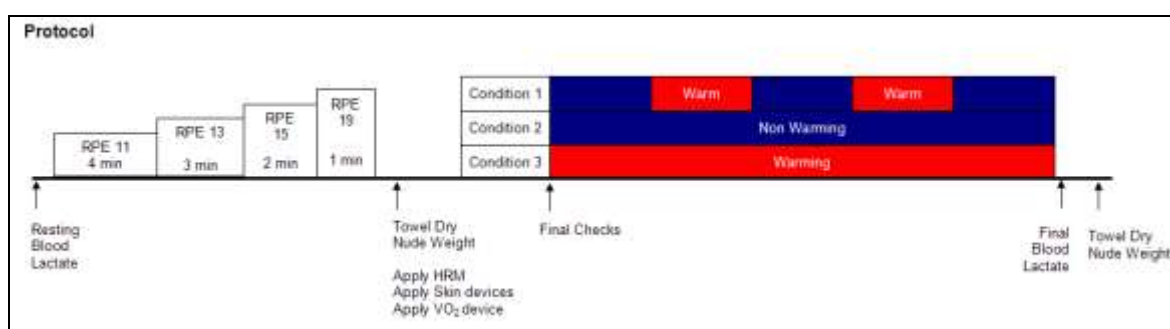 Protocol
RPE 11
4 min
RPE 13
3 min
RPE
15
2 min
RPE
19
1 min
Condition 1
Warm
Warm
Condition 2
Non Warming
Condition 3
Warming
Resting
Blood
Lactate
Towel Dry
Nude Weight
Apply HRM
Apply Skin devices
Apply VO₂ device
Final Checks
Final
Blood
Lactate
Towel Dry
Nude Weight